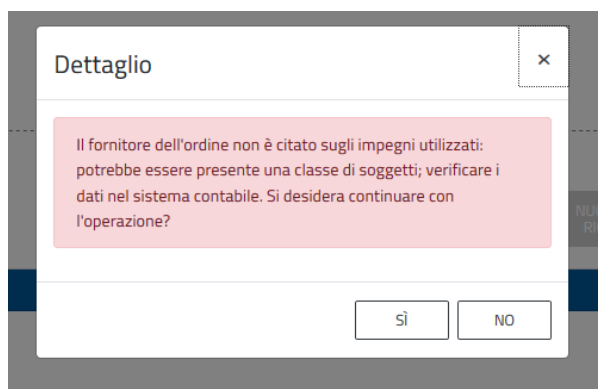 Dettaglio
×
Il fornitore dell'ordine non è citato sugli impegni utilizzati:
potrebbe essere presente una classe di soggetti; verificare i
dati nel sistema contabile. Si desidera continuare con
l'operazione?
SÌ
NO